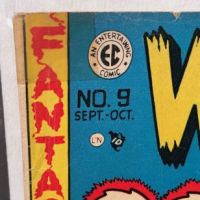 FANTA
AN ENTERTAINING
EC
COMIC
NO. 9
SEPT.-OCT.
L'N
10
W